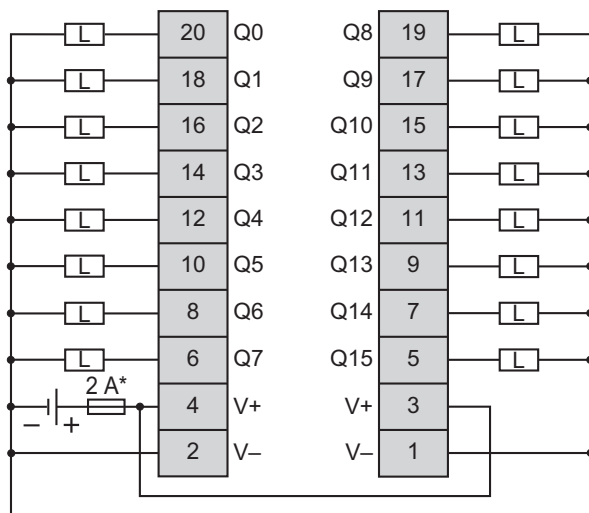 L 20 Q0 Q8 19 L
L 18 Q1 Q9 17 L
L 16 Q2 Q10 15 L
L 14 Q3 Q11 13 L
L 12 Q4 Q12 11 L
L 10 Q5 Q13 9 L
L 8 Q6 Q14 7 L
L 6 Q7 Q15 5 L
2 A*
– + 4 V+ V+ 3
2 V– V– 1